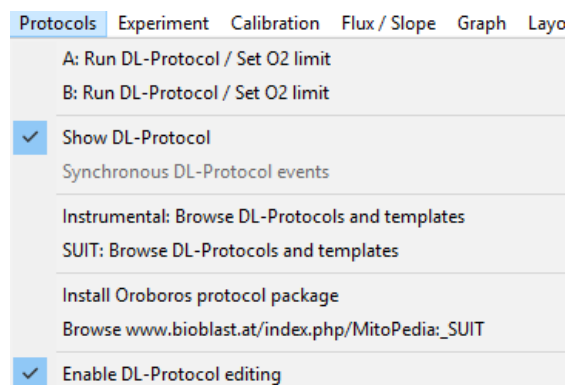 Protocols Experiment Calibration Flux / Slope Graph
A: Run DL-Protocol / Set O2 limit
B: Run DL-Protocol / Set O2 limit
Show DL-Protocol
Synchronous DL-Protocol events
Instrumental: Browse DL-Protocols and templates
SUIT: Browse DL-Protocols and templates
Install Oroboros protocol package
Browse www.bioblast.at/index.php/MitoPedia:_SUIT
Enable DL-Protocol editing